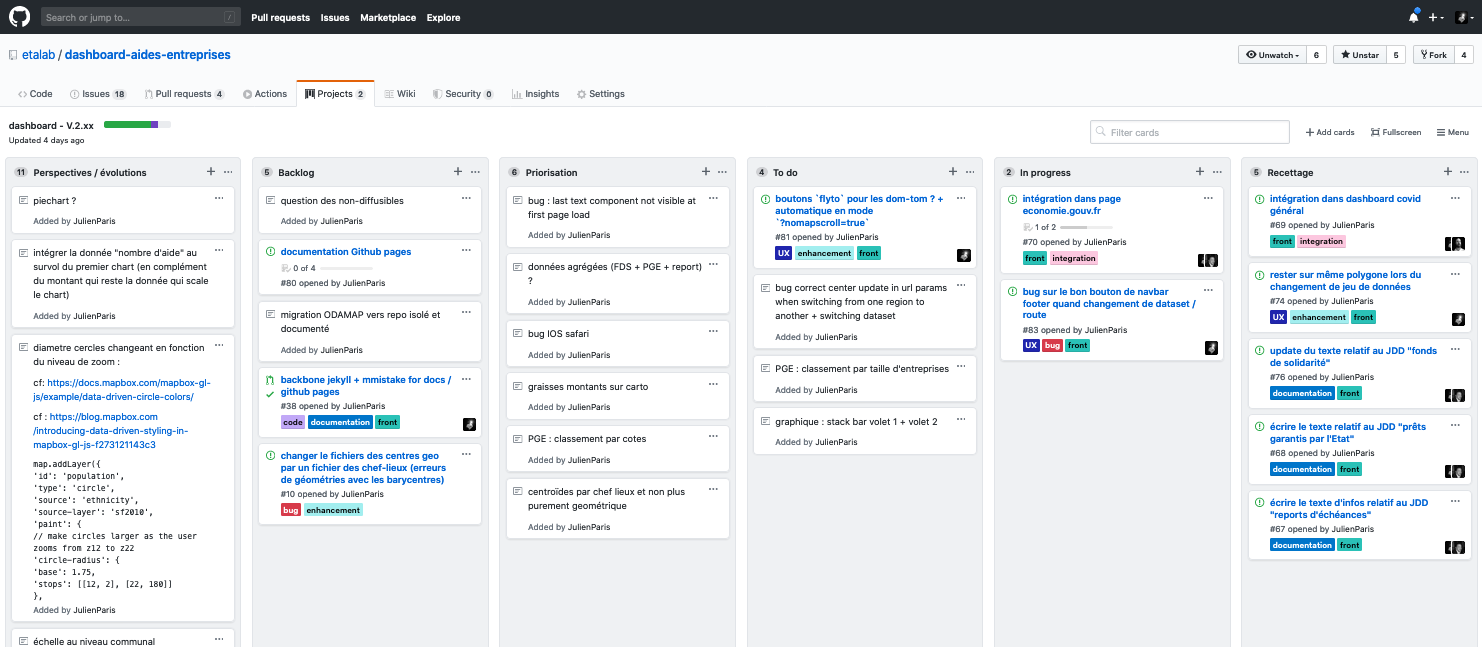 Search or jump to... /
Pull requests Issues Marketplace Explore
etalab / dashboard-aides-entreprises
Unwatch 6 Unstar 5 Fork 4
Code Issues 18 Pull requests 4 Actions Projects 2 Wiki Security 0 Insights Settings
dashboard - V.2.xx
Updated 4 days ago
Filter cards
Add cards Fullscreen Menu
11 Perspectives / évolutions
piechart ?
Added by JulienParis
intégrer la donnée "nombre d'aide" au
survol du premier chart (en complément
du montant qui reste la donnée qui scale
le chart)
Added by JulienParis
diametre cercles changeant en fonction
du niveau de zoom :
cf: https://docs.mapbox.com/mapbox-gl-
js/example/data-driven-circle-colors/
cf : https://blog.mapbox.com
/introducing-data-driven-styling-in-
mapbox-gl-js-f273121143c3
map.addLayer({
'id': 'population',
'type': 'circle',
'source': 'ethnicity',
'source-layer': 'sf2010',
'paint': {
// make circles larger as the user
zooms from z12 to z22
'circle-radius': {
'base': 1.75,
'stops': [[12, 2], [22, 180]]
},
Added by JulienParis
échelle au niveau communal
5 Backlog
question des non-diffusibles
Added by JulienParis
documentation Github pages
0 of 4
#80 opened by JulienParis
migration ODAMAP vers repo isolé et
documenté
Added by JulienParis
backbone jekyll + mmistake for docs /
github pages
#38 opened by JulienParis
code documentation front
changer le fichiers des centres geo
par un fichier des chef-lieux (erreurs
de géométries avec les barycentres)
#10 opened by JulienParis
bug enhancement
6 Priorisation
bug : last text component not visible at
first page load
Added by JulienParis
données agrégées (FDS + PGE + report)
?
Added by JulienParis
bug IOS safari
Added by JulienParis
graisses montants sur carto
Added by JulienParis
PGE : classement par cotes
Added by JulienParis
centroïdes par chef lieux et non plus
purement geométrique
Added by JulienParis
4 To do
boutons `flyto` pour les dom-tom ? +
automatique en mode
`?nomapscroll=true`
#81 opened by JulienParis
UX enhancement front
bug correct center update in url params
when switching from one region to
another + switching dataset
Added by JulienParis
PGE : classement par taille d'entreprises
Added by JulienParis
graphique : stack bar volet 1 + volet 2
Added by JulienParis
2 In progress
intégration dans page
economie.gouv.fr
1 of 2
#70 opened by JulienParis
front integration
bug sur le bon bouton de navbar
footer quand changement de dataset /
route
#83 opened by JulienParis
UX bug front
5 Recettage
intégration dans dashboard covid
général
#69 opened by JulienParis
front integration
rester sur même polygone lors du
changement de jeu de données
#74 opened by JulienParis
UX enhancement front
update du texte relatif au JDD "fonds
de solidarité"
#76 opened by JulienParis
documentation front
écrire le texte relatif au JDD "prêts
garantis par l'Etat"
#68 opened by JulienParis
documentation front
écrire le texte d'infos relatif au JDD
"reports d'échéances"
#67 opened by JulienParis
documentation front